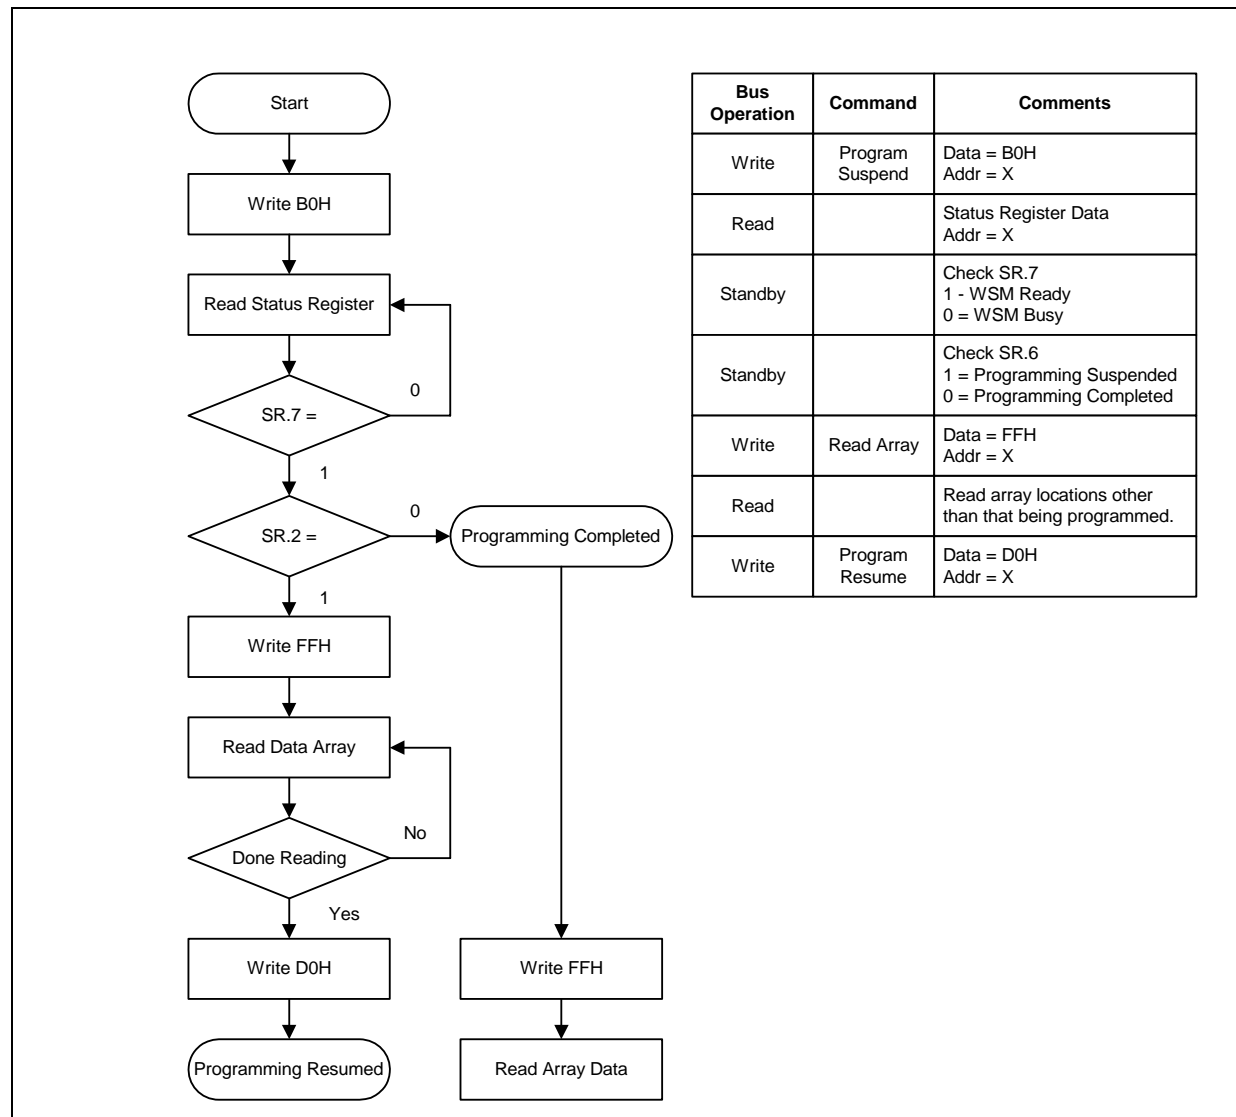 Start
Write B0H
Read Status Register
0
SR.7 =
1
0
SR.2 =
Programming Completed
1
Write FFH
Read Data Array
No
Done Reading
Yes
Write D0H
Write FFH
Programming Resumed
Read Array Data
Bus
Operation
Command
Comments
Write
Program
Suspend
Data = B0H
Addr = X
Read
Status Register Data
Addr = X
Standby
Check SR.7
1 - WSM Ready
0 = WSM Busy
Standby
Check SR.6
1 = Programming Suspended
0 = Programming Completed
Write
Read Array
Data = FFH
Addr = X
Read
Read array locations other
than that being programmed.
Write
Program
Resume
Data = D0H
Addr = X